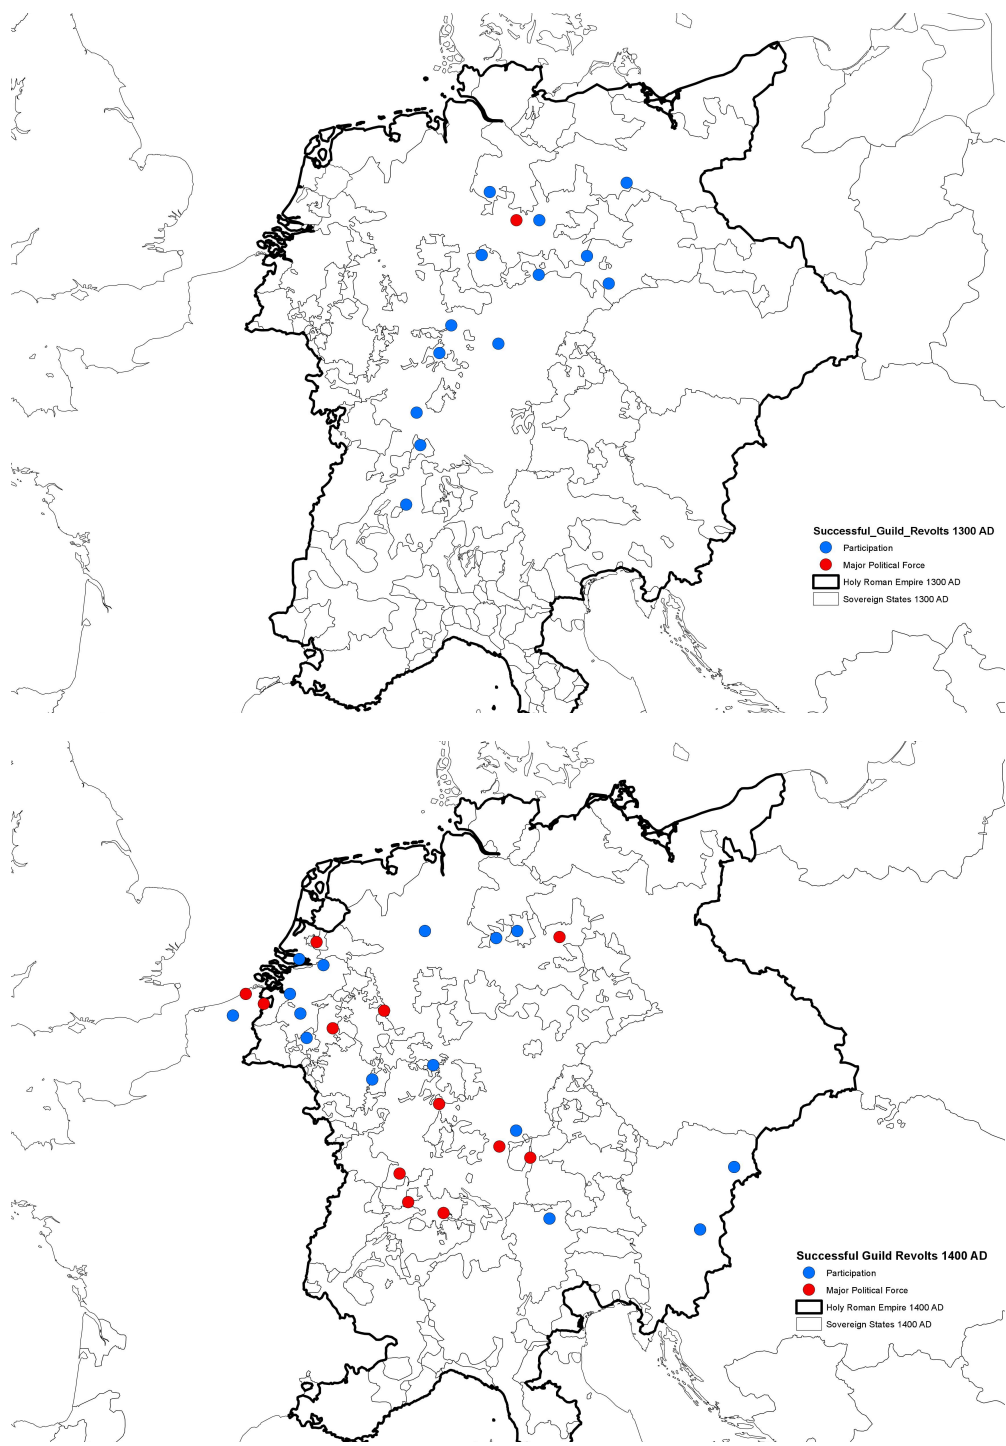 Successful_Guild_Revolts 1300 AD
Participation
Major Political Force
Holy Roman Empire 1300 AD
Sovereign States 1300 AD
Successful Guild Revolts 1400 AD
Participation
Major Political Force
Holy Roman Empire 1400 AD
Sovereign States 1400 AD